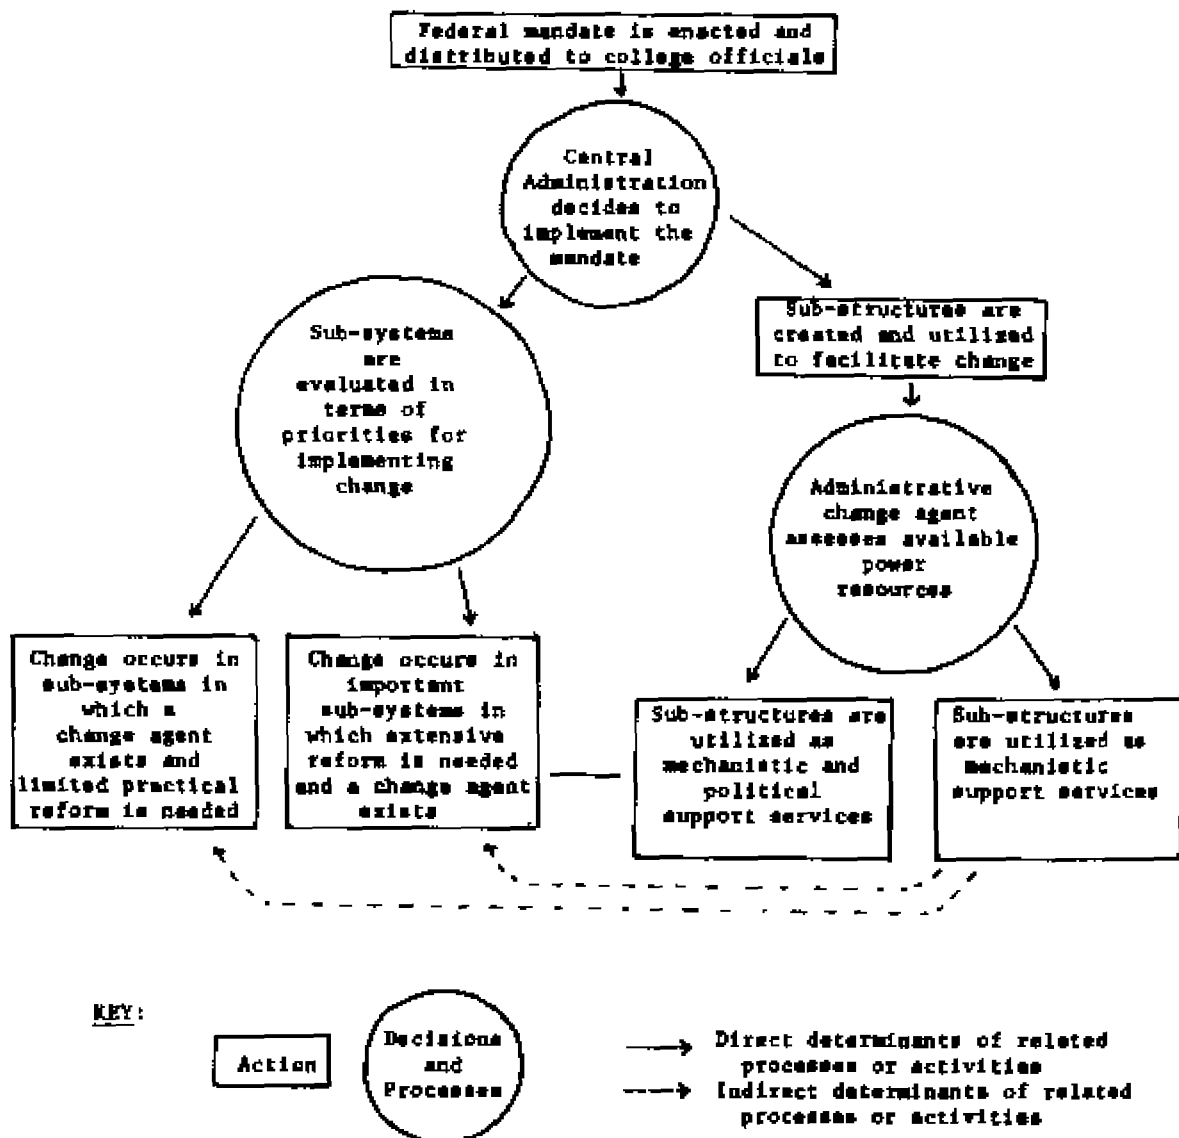 Federal mandate is enacted and
distributed to college officials
Central
Administration
decides to
implement the
mandate
Sub-systems
are
evaluated in
terms of
priorities for
implementing
change
Sub-structures are
created and utilized
to facilitate change
Administrative
change agent
assesses available
power
resources
Change occurs in
sub-systems in
which a
change agent
exists and
limited practical
reform is needed
Change occurs in
important
sub-systems in
which extensive
reform is needed
and a change agent
exists
Sub-structures are
utilized as
mechanistic and
political
support services
Sub-structures
are utilized as
mechanistic
support services
KEY:
Action
Decisions
and
Processes
Direct determinants of related
processes or activities
Indirect determinants of related
processes or activities